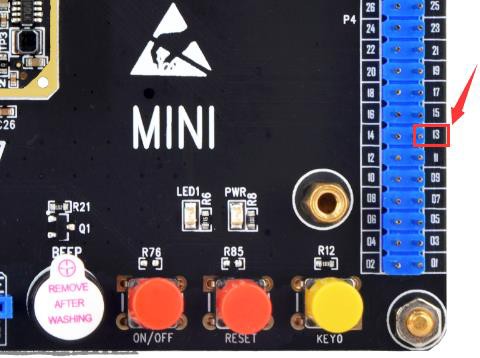 26 25
P4
24 23
22 21
TP3
20 19
18 17
16 15
C26
14 13
MINI
12 11
10 09
LED1 R6 PWR R8
08 07
R21
06 05
Q1
BEEP R76 R85 R12
04 03
02 01
REMOVE
AFTER
WASHING
ON/OFF RESET KEY0